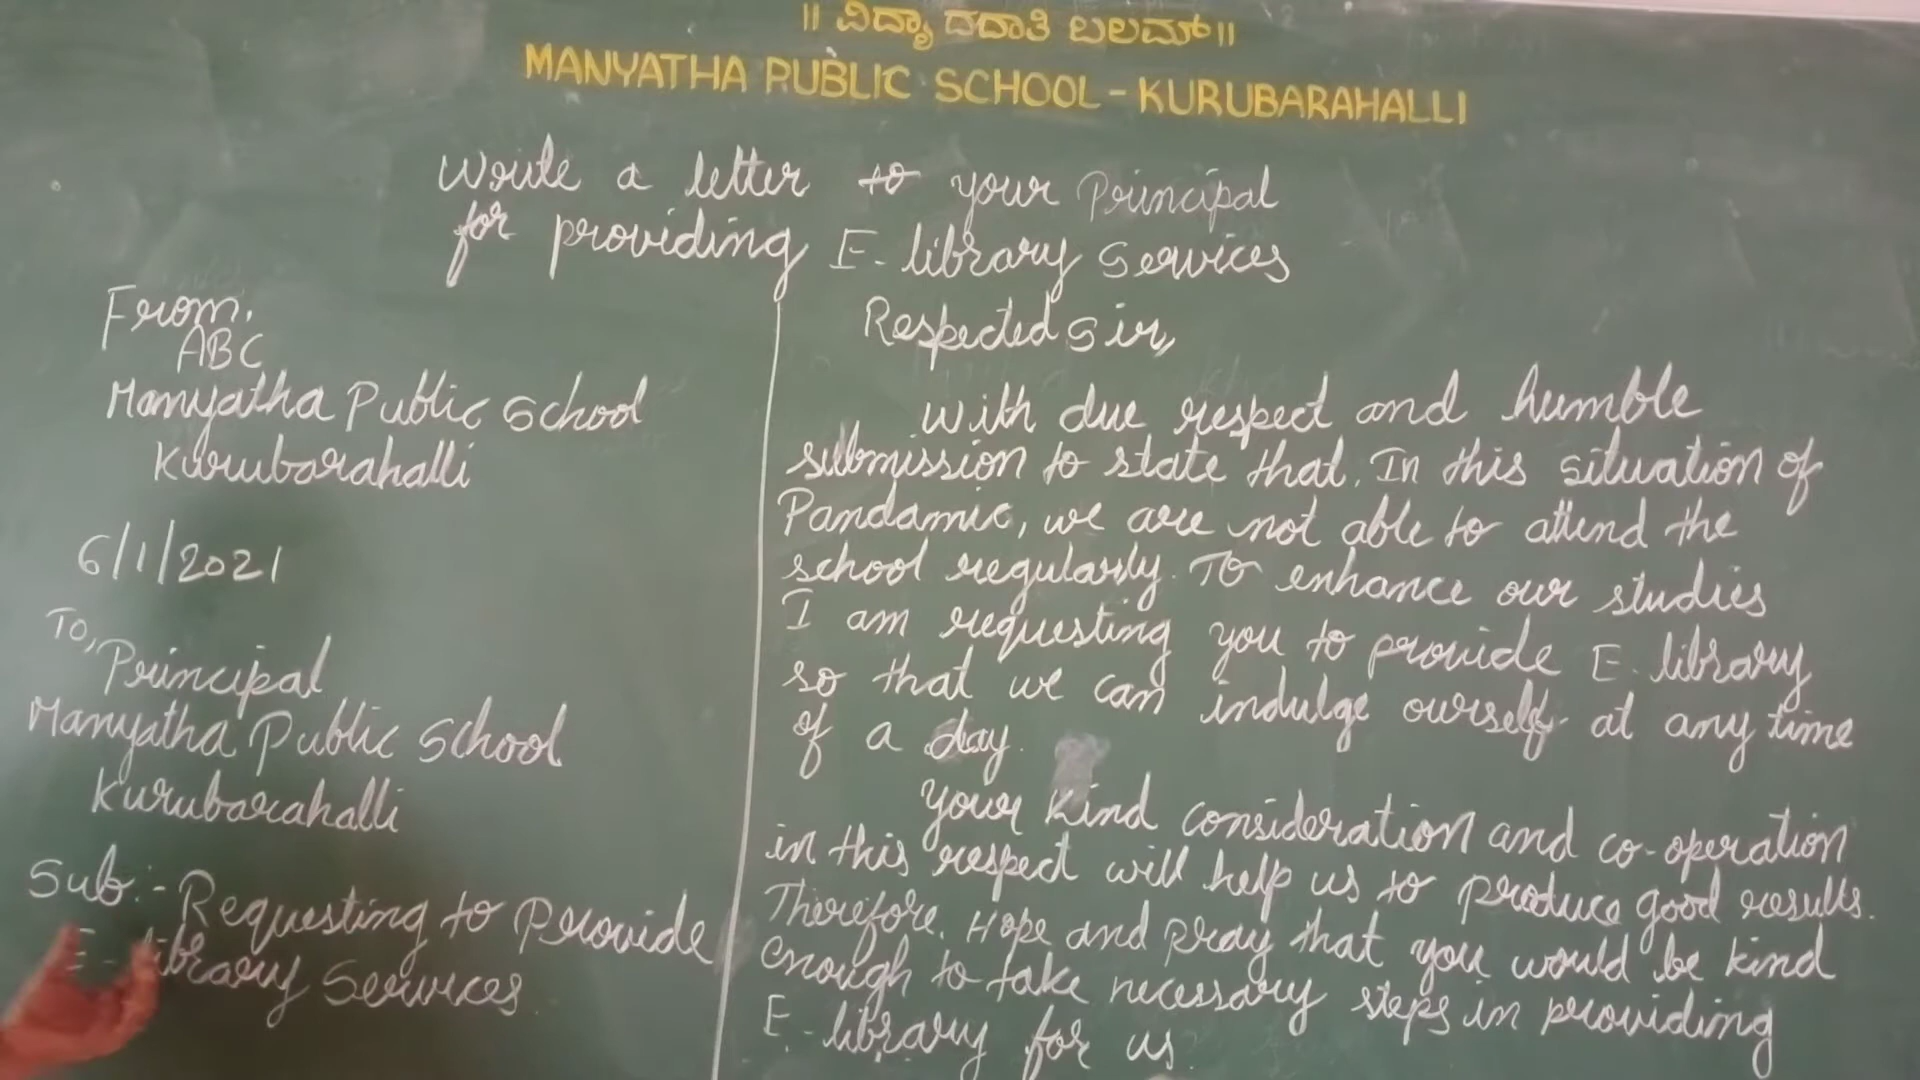 ॥ ವಿದ್ಯಾ ದದಾತಿ ಬಲಮ್ ॥
MANYATHA PUBLIC SCHOOL - KURUBARAHALLI
Write a letter to your Principal
for providing E-library Services
From,
ABC
Manyatha Public School
Kurubarahalli
6/1/2021
To,
Principal
Manyatha Public School
Kurubarahalli
Sub:- Requesting to Provide
E-library Services
Respected Sir,
With due respect and humble
submission to state that. In this situation of
Pandamic, we are not able to attend the
school regularly. To enhance our studies
I am requesting you to provide E-library
so that we can indulge ourself at any time
of a day.
Your kind consideration and co-operation
in this respect will help us to produce good results.
Therefore, Hope and pray that you would be kind
enough to take necessary steps in providing
E-library for us.